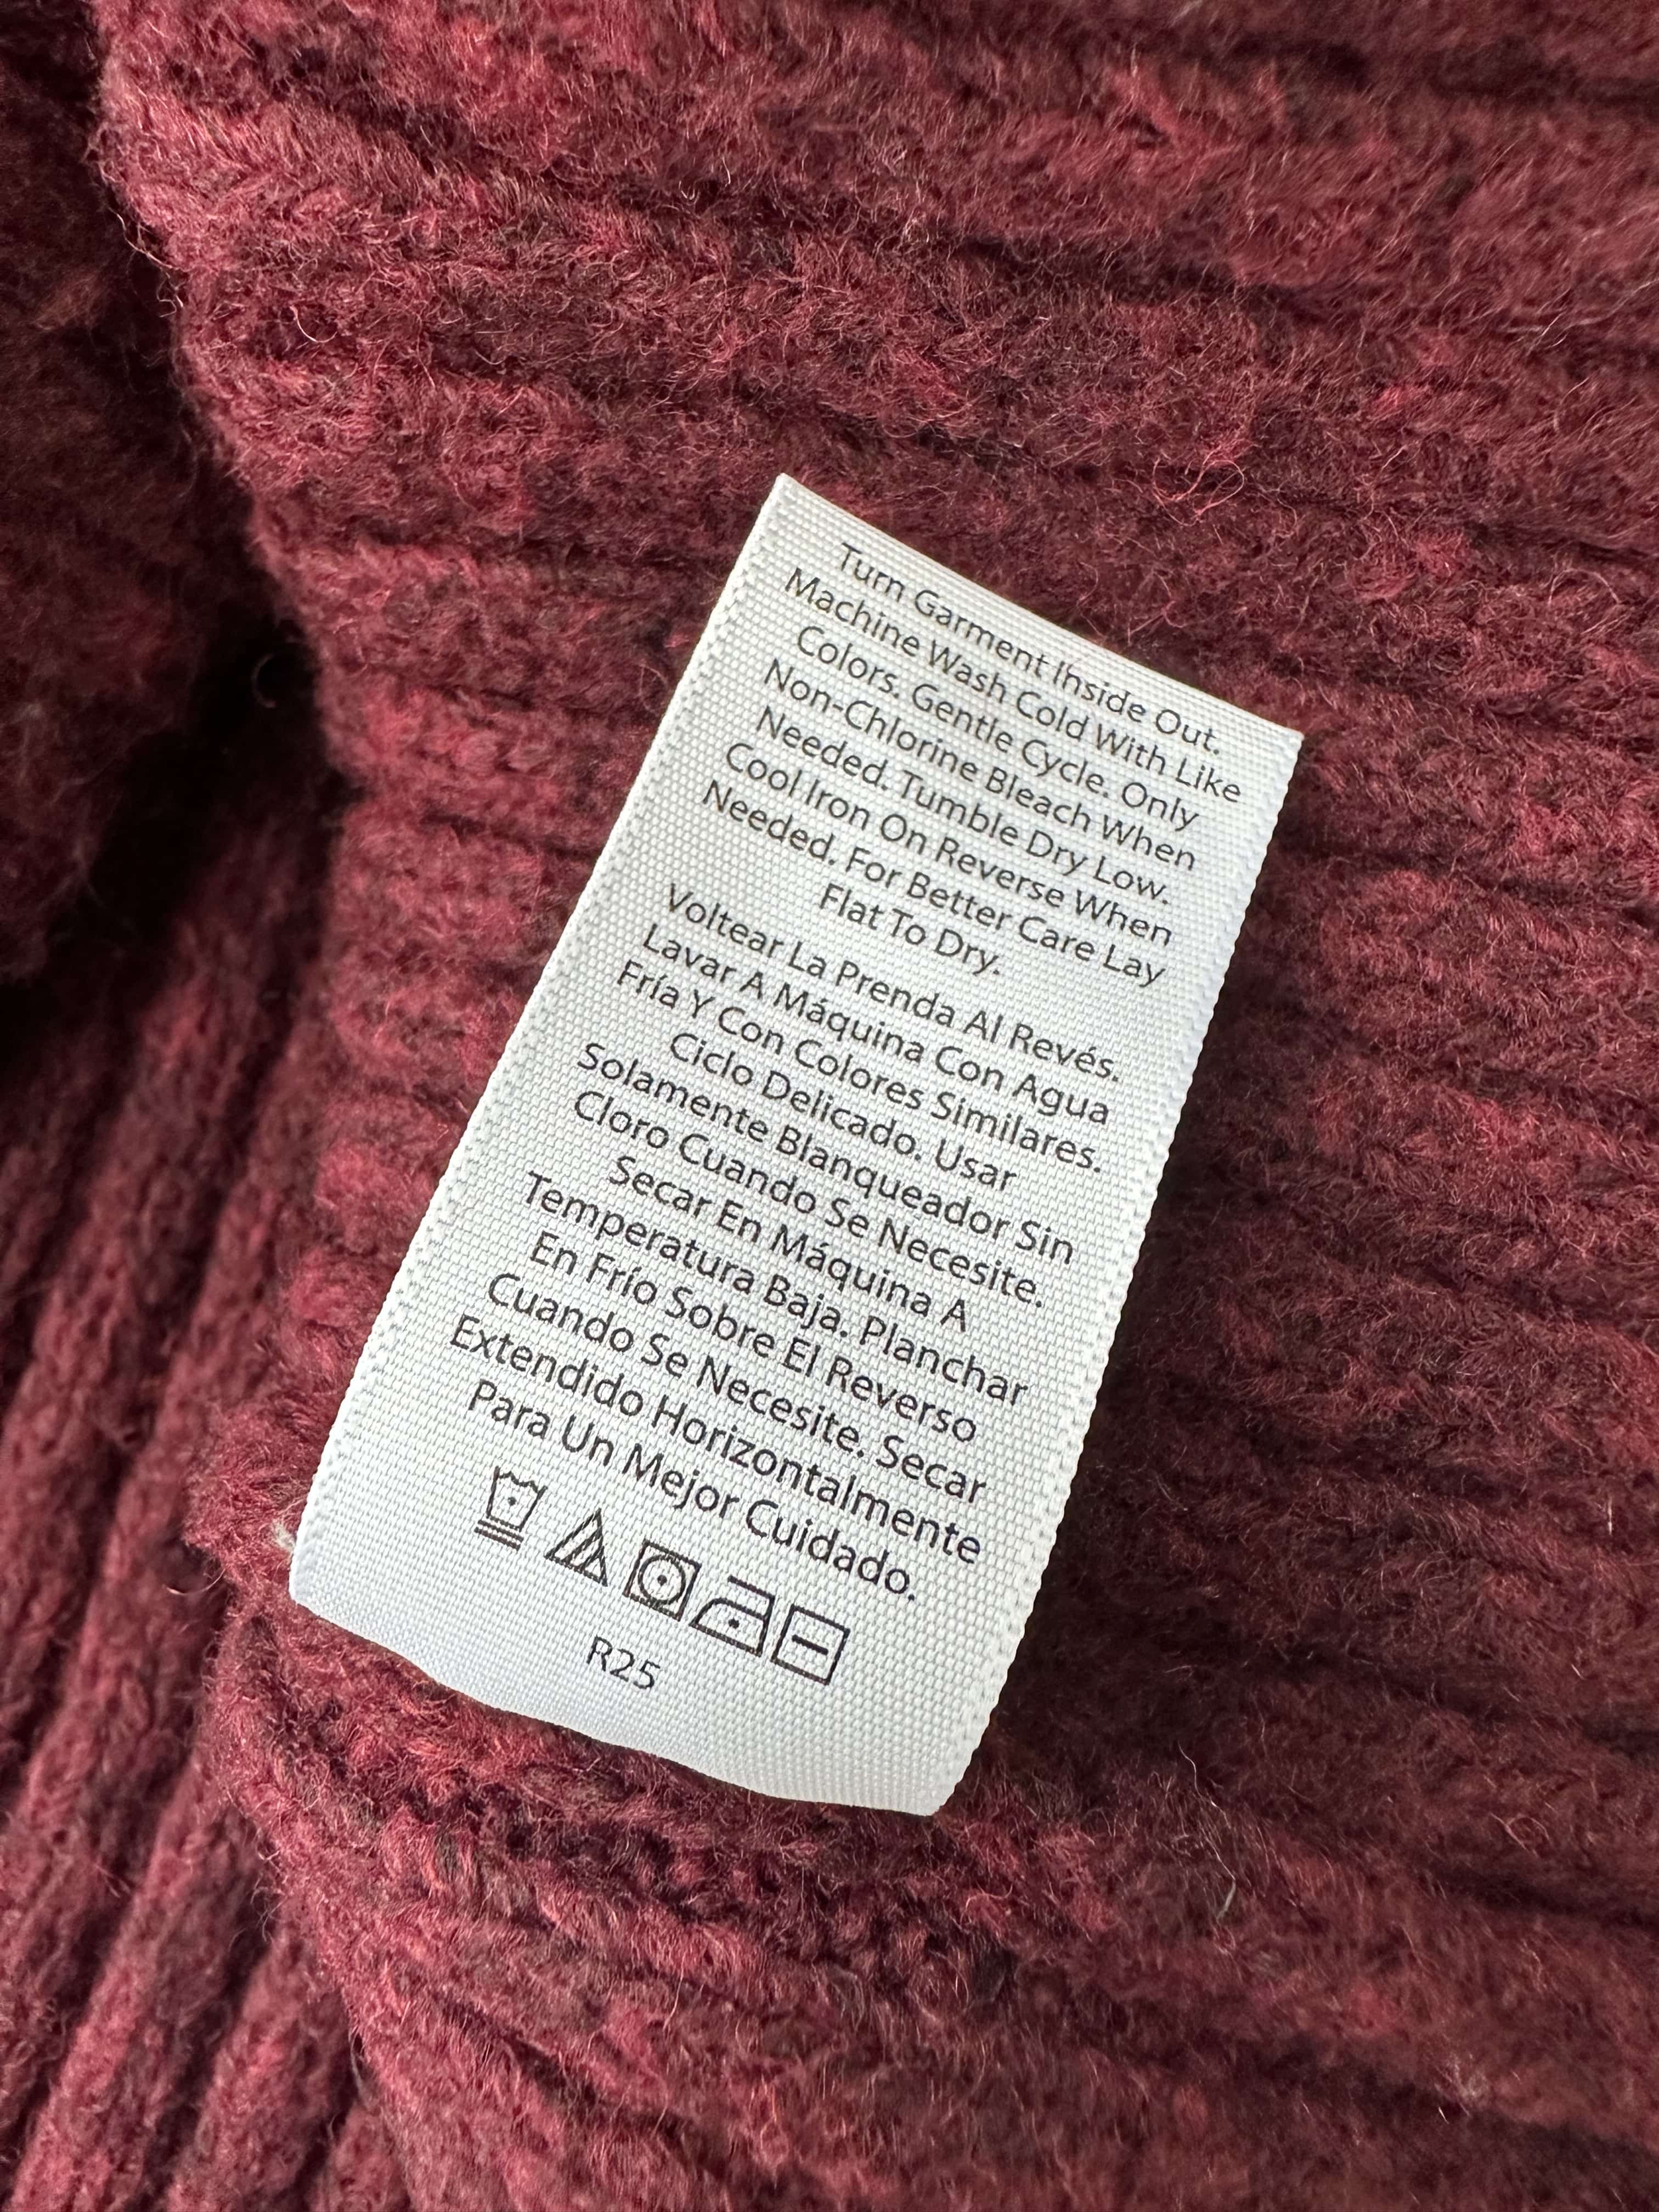 Turn Garment Inside Out.
Machine Wash Cold With Like
Colors. Gentle Cycle. Only
Non-Chlorine Bleach When
Needed. Tumble Dry Low.
Cool Iron On Reverse When
Needed. For Better Care Lay
Flat To Dry.
Voltear La Prenda Al Revés.
Lavar A Máquina Con Agua
Fría Y Con Colores Similares.
Ciclo Delicado. Usar
Solamente Blanqueador Sin
Cloro Cuando Se Necesite.
Secar En Máquina A
Temperatura Baja. Planchar
En Frío Sobre El Reverso
Cuando Se Necesite. Secar
Extendido Horizontalmente
Para Un Mejor Cuidado.
R25